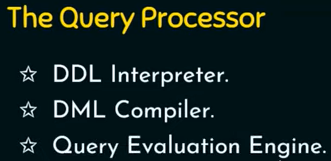 The Query Processor
☆ DDL Interpreter.
☆ DML Compiler.
☆ Query Evaluation Engine.